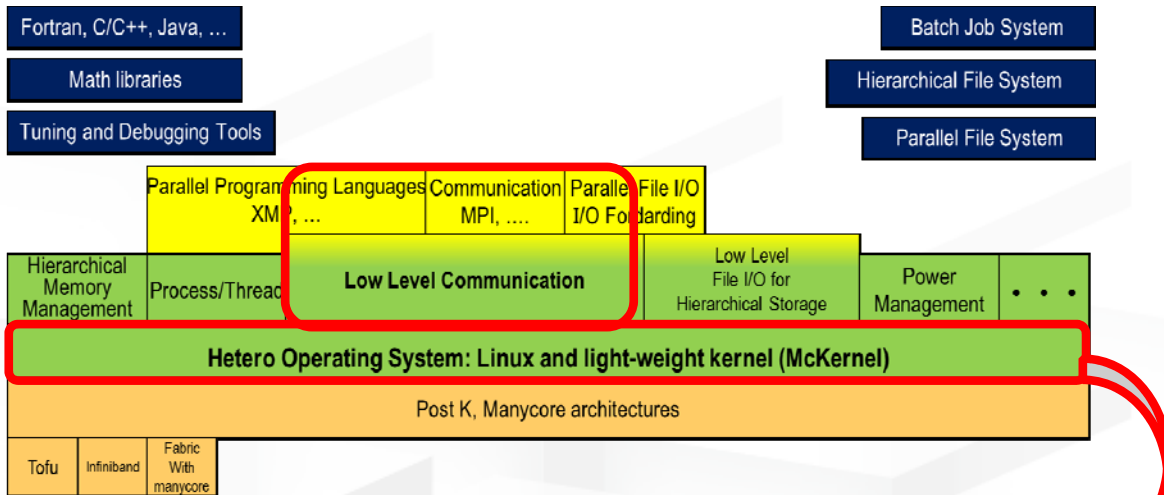 Fortran, C/C++, Java, …
Batch Job System
Math libraries
Hierarchical File System
Tuning and Debugging Tools
Parallel File System
Parallel Programming Languages
XMP, …
Communication
MPI, ….
Parallel File I/O
I/O Fordarding
Hierarchical
Memory
Management
Process/Thread
Low Level Communication
Low Level
File I/O for
Hierarchical Storage
Power
Management
• • •
Hetero Operating System: Linux and light-weight kernel (McKernel)
Post K, Manycore architectures
Tofu
Infiniband
Fabric
With
manycore